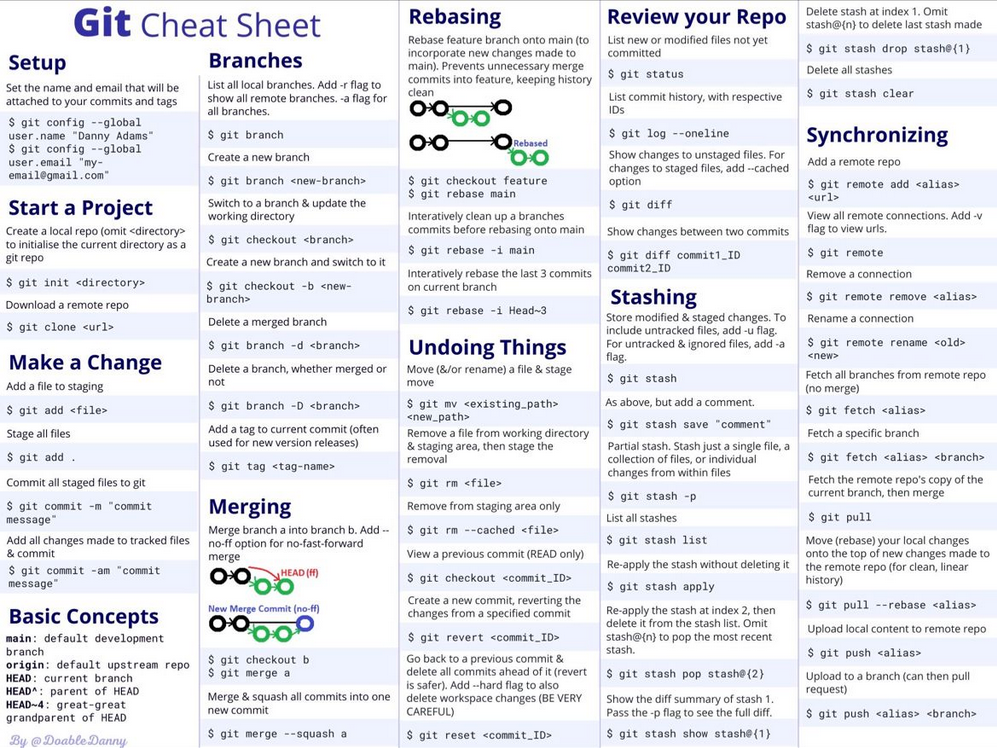 Git Cheat Sheet
Setup
Set the name and email that will be
attached to your commits and tags
$ git config --global
user.name "Danny Adams"
$ git config --global
user.email "my-
email@gmail.com"
Start a Project
Create a local repo (omit <directory>
to initialise the current directory as a
git repo
$ git init <directory>
Download a remote repo
$ git clone <url>
Make a Change
Add a file to staging
$ git add <file>
Stage all files
$ git add .
Commit all staged files to git
$ git commit -m "commit
message"
Add all changes made to tracked files
& commit
$ git commit -am "commit
message"
Basic Concepts
main: default development
branch
origin: default upstream repo
HEAD: current branch
HEAD^: parent of HEAD
HEAD~4: great-great
grandparent of HEAD
By @DoableDanny
Branches
List all local branches. Add -r flag to
show all remote branches. -a flag for
all branches.
$ git branch
Create a new branch
$ git branch <new-branch>
Switch to a branch & update the
working directory
$ git checkout <branch>
Create a new branch and switch to it
$ git checkout -b <new-
branch>
Delete a merged branch
$ git branch -d <branch>
Delete a branch, whether merged or
not
$ git branch -D <branch>
Add a tag to current commit (often
used for new version releases)
$ git tag <tag-name>
Merging
Merge branch a into branch b. Add --
no-ff option for no-fast-forward
merge
HEAD (ff)
New Merge Commit (no-ff)
$ git checkout b
$ git merge a
Merge & squash all commits into one
new commit
$ git merge --squash a
Rebasing
Rebase feature branch onto main (to
incorporate new changes made to
main). Prevents unnecessary merge
commits into feature, keeping history
clean
Rebased
$ git checkout feature
$ git rebase main
Interatively clean up a branches
commits before rebasing onto main
$ git rebase -i main
Interatively rebase the last 3 commits
on current branch
$ git rebase -i Head~3
Undoing Things
Move (&/or rename) a file & stage
move
$ git mv <existing_path>
<new_path>
Remove a file from working directory
& staging area, then stage the
removal
$ git rm <file>
Remove from staging area only
$ git rm --cached <file>
View a previous commit (READ only)
$ git checkout <commit_ID>
Create a new commit, reverting the
changes from a specified commit
$ git revert <commit_ID>
Go back to a previous commit &
delete all commits ahead of it (revert
is safer). Add --hard flag to also
delete workspace changes (BE VERY
CAREFUL)
$ git reset <commit_ID>
Review your Repo
List new or modified files not yet
committed
$ git status
List commit history, with respective
IDs
$ git log --oneline
Show changes to unstaged files. For
changes to staged files, add --cached
option
$ git diff
Show changes between two commits
$ git diff commit1_ID
commit2_ID
Stashing
Store modified & staged changes. To
include untracked files, add -u flag.
For untracked & ignored files, add -a
flag.
$ git stash
As above, but add a comment.
$ git stash save "comment"
Partial stash. Stash just a single file, a
collection of files, or individual
changes from within files
$ git stash -p
List all stashes
$ git stash list
Re-apply the stash without deleting it
$ git stash apply
Re-apply the stash at index 2, then
delete it from the stash list. Omit
stash@{n} to pop the most recent
stash.
$ git stash pop stash@{2}
Show the diff summary of stash 1.
Pass the -p flag to see the full diff.
$ git stash show stash@{1}
Delete stash at index 1. Omit
stash@{n} to delete last stash made
$ git stash drop stash@{1}
Delete all stashes
$ git stash clear
Synchronizing
Add a remote repo
$ git remote add <alias>
<url>
View all remote connections. Add -v
flag to view urls.
$ git remote
Remove a connection
$ git remote remove <alias>
Rename a connection
$ git remote rename <old>
<new>
Fetch all branches from remote repo
(no merge)
$ git fetch <alias>
Fetch a specific branch
$ git fetch <alias> <branch>
Fetch the remote repo's copy of the
current branch, then merge
$ git pull
Move (rebase) your local changes
onto the top of new changes made to
the remote repo (for clean, linear
history)
$ git pull --rebase <alias>
Upload local content to remote repo
$ git push <alias>
Upload to a branch (can then pull
request)
$ git push <alias> <branch>